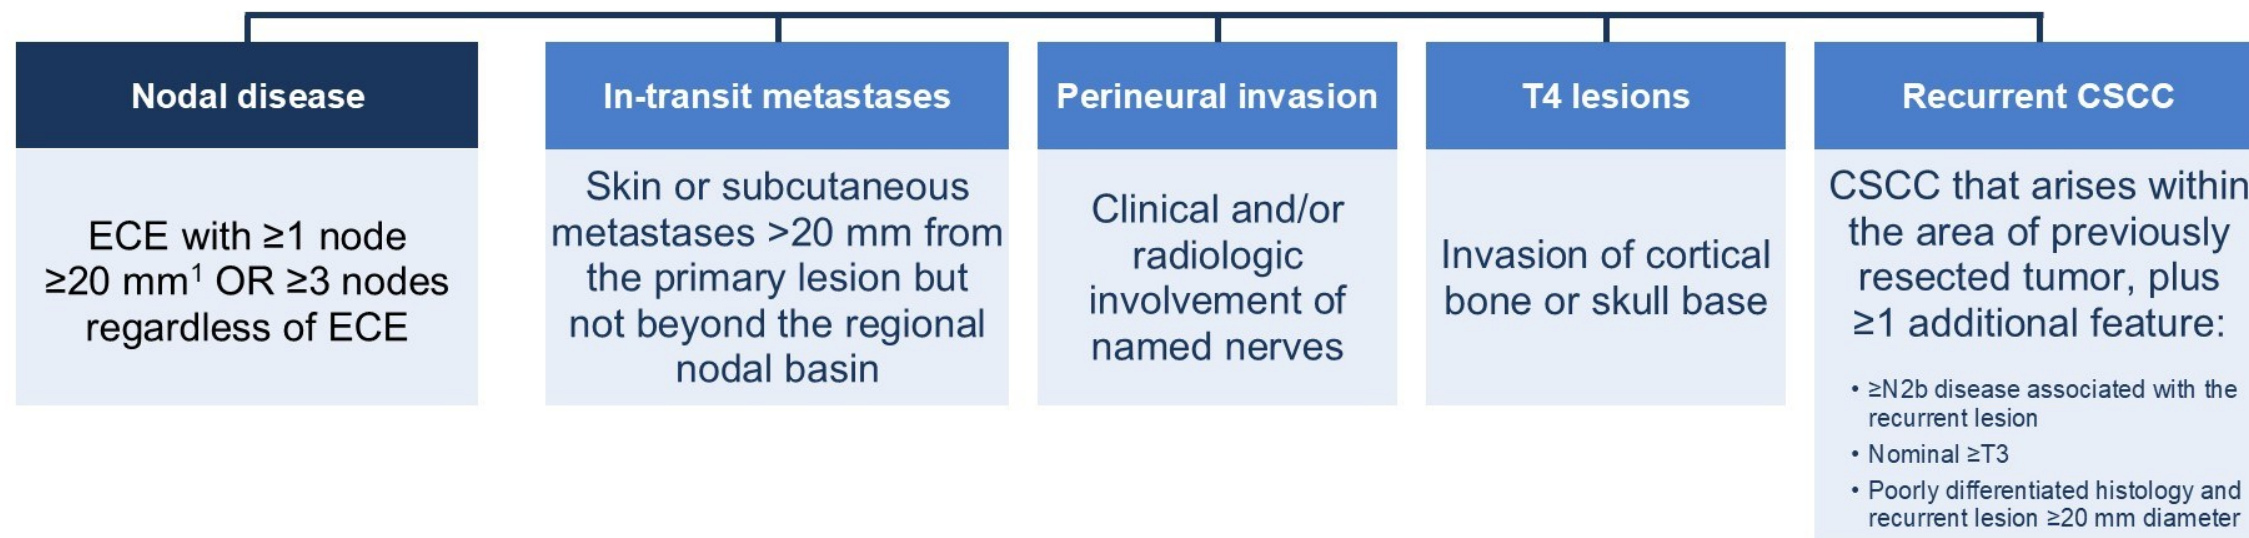 Nodal disease
ECE with ≥1 node
≥20 mm¹ OR ≥3 nodes
regardless of ECE
In-transit metastases
Skin or subcutaneous
metastases >20 mm from
the primary lesion but
not beyond the regional
nodal basin
Perineural invasion
Clinical and/or
radiologic
involvement of
named nerves
T4 lesions
Invasion of cortical
bone or skull base
Recurrent CSCC
CSCC that arises within
the area of previously
resected tumor, plus
≥1 additional feature:
• ≥N2b disease associated with the
recurrent lesion
• Nominal ≥T3
• Poorly differentiated histology and
recurrent lesion ≥20 mm diameter